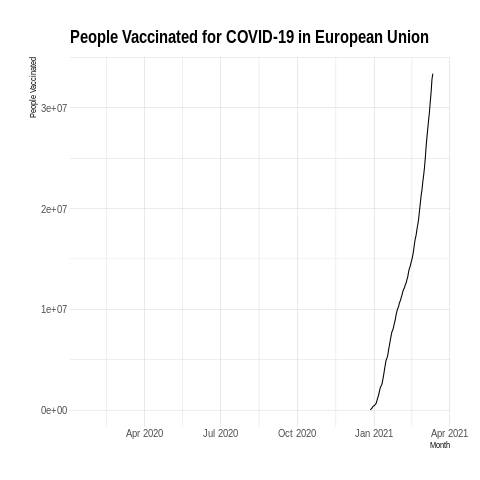 People Vaccinated for COVID-19 in European Union
People Vaccinated
3e+07
2e+07
1e+07
0e+00
Apr 2020 Jul 2020 Oct 2020 Jan 2021 Apr 2021
Month